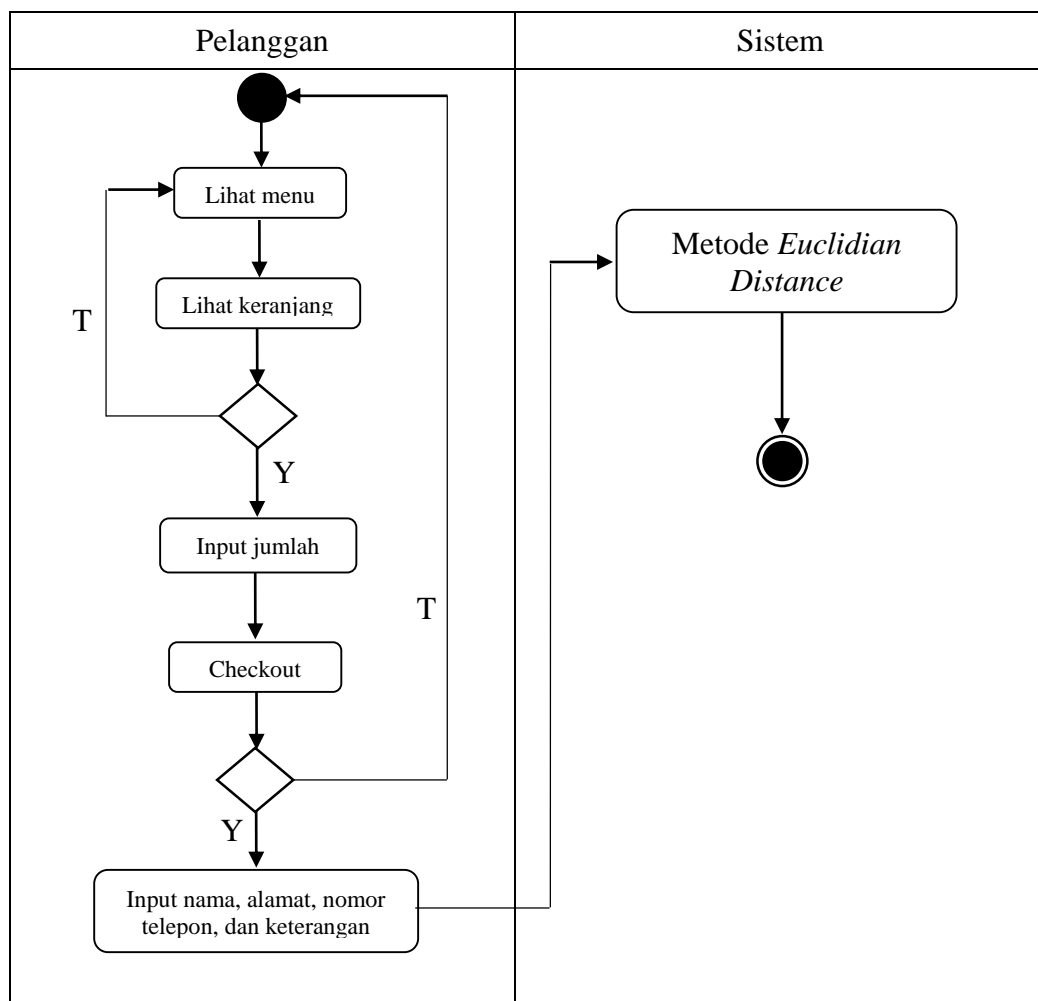 Pelanggan
Sistem
Lihat menu
Lihat keranjang
T
Y
Input jumlah
Checkout
T
Y
Input nama, alamat, nomor
telepon, dan keterangan
Metode Euclidian
Distance